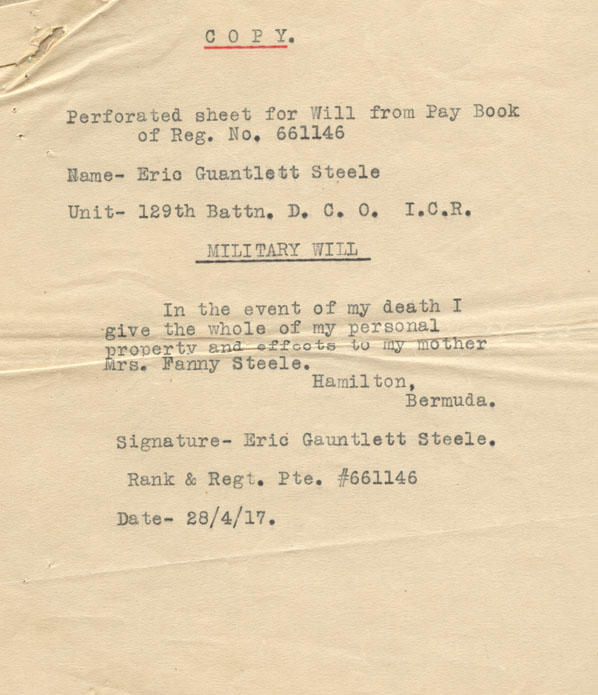 C O P Y.
Perforated sheet for Will from Pay Book
of Reg. No. 661146
Name- Eric Guantlett Steele
Unit- 129th Battn. D. C. O. I.C.R.
MILITARY WILL
In the event of my death I
give the whole of my personal
property and effects to my mother
Mrs. Fanny Steele.
Hamilton,
Bermuda.
Signature- Eric Gauntlett Steele.
Rank & Regt. Pte. #661146
Date- 28/4/17.